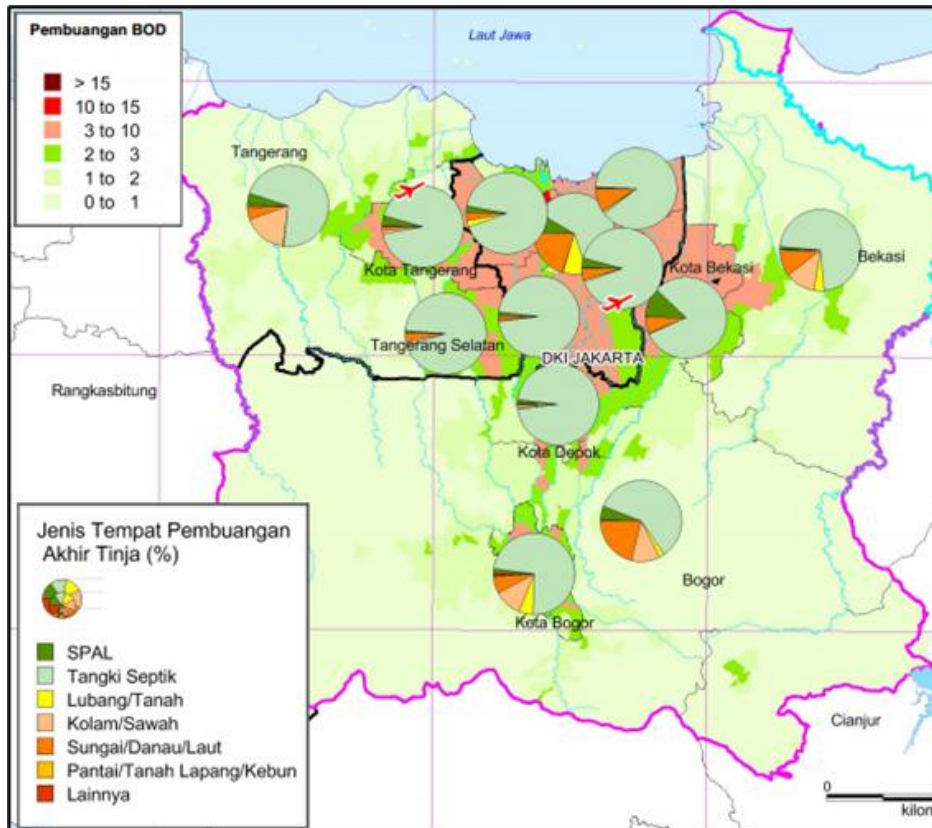 Pembuangan BOD
> 15
10 to 15
3 to 10
2 to 3
1 to 2
0 to 1
Laut Jawa
Tangerang
Kota Tangerang
Kota Bekasi
Bekasi
Tangerang Selatan
DKI JAKARTA
Rangkasbitung
Kota Depok
Bogor
Kota Bogor
Cianjur
Jenis Tempat Pembuangan
Akhir Tinja (%)
SPAL
Tangki Septik
Lubang/Tanah
Kolam/Sawah
Sungai/Danau/Laut
Pantai/Tanah Lapang/Kebun
Lainnya
0
kilon